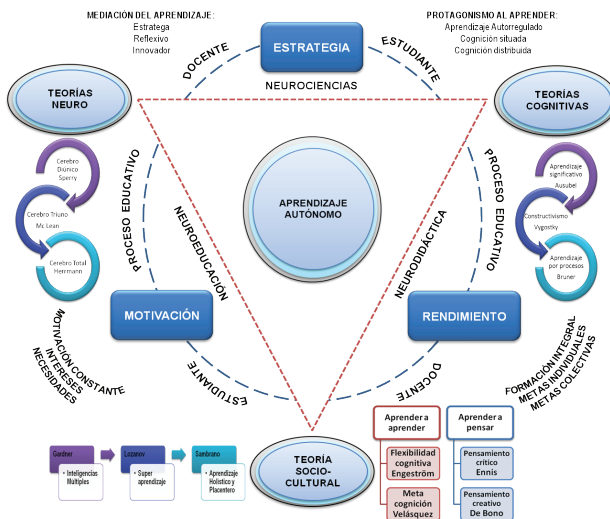 MEDIACIÓN DEL APRENDIZAJE:
Estratega
Reflexivo
Innovador
PROTAGONISMO AL APRENDER:
Aprendizaje Autorregulado
Cognición situada
Cognición distribuida
DOCENTE
ESTRATEGIA
ESTUDIANTE
NEUROCIENCIAS
TEORÍAS
NEURO
TEORÍAS
COGNITIVAS
Cerebro
Diúnico
Sperry
Cerebro Triuno
Mc Lean
Cerebro Total
Herrmann
PROCESO EDUCATIVO
NEUROEDUCACIÓN
APRENDIZAJE
AUTÓNOMO
NEURODIDÁCTICA
PROCESO EDUCATIVO
Aprendizaje
significativo
Ausubel
Constructivismo
Vygostky
Aprendizaje
por procesos
Bruner
MOTIVACIÓN
RENDIMIENTO
MOTIVACIÓN CONSTANTE
INTERESES
NECESIDADES
ESTUDIANTE
DOCENTE
FORMACIÓN INTEGRAL
METAS INDIVIDUALES
METAS COLECTIVAS
Gardner
• Inteligencias
Múltiples
Lozanov
• Super
aprendizaje
Sambrano
• Aprendizaje
Holístico y
Placentero
TEORÍA
SOCIO-
CULTURAL
Aprender a
aprender
Flexibilidad
cognitiva
Engeström
Meta
cognición
Velásquez
Aprender a
pensar
Pensamiento
crítico
Ennis
Pensamiento
creativo
De Bono